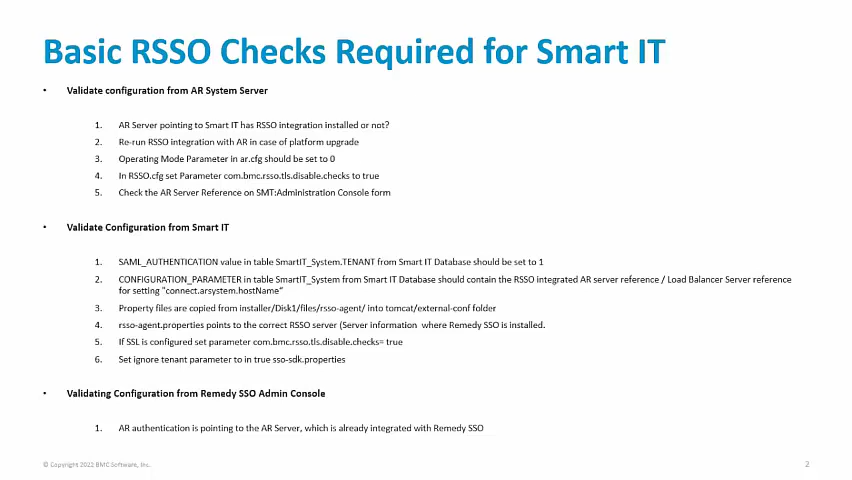 Basic RSSO Checks Required for Smart IT
• Validate configuration from AR System Server
1. AR Server pointing to Smart IT has RSSO integration installed or not?
2. Re-run RSSO integration with AR in case of platform upgrade
3. Operating Mode Parameter in ar.cfg should be set to 0
4. In RSSO.cfg set Parameter com.bmc.rsso.tls.disable.checks to true
5. Check the AR Server Reference on SMT:Administration Console form
• Validate Configuration from Smart IT
1. SAML_AUTHENTICATION value in table SmartIT_System.TENANT from Smart IT Database should be set to 1
2. CONFIGURATION_PARAMETER in table SmartIT_System from Smart IT Database should contain the RSSO integrated AR server reference / Load Balancer Server reference
for setting "connect.arsystem.hostName"
3. Property files are copied from installer/Disk1/files/rsso-agent/ into tomcat/external-conf folder
4. rsso-agent.properties points to the correct RSSO server (Server information where Remedy SSO is installed.
5. If SSL is configured set parameter com.bmc.rsso.tls.disable.checks= true
6. Set ignore tenant parameter to in true sso-sdk.properties
• Validating Configuration from Remedy SSO Admin Console
1. AR authentication is pointing to the AR Server, which is already integrated with Remedy SSO
© Copyright 2022 BMC Software, Inc.
2